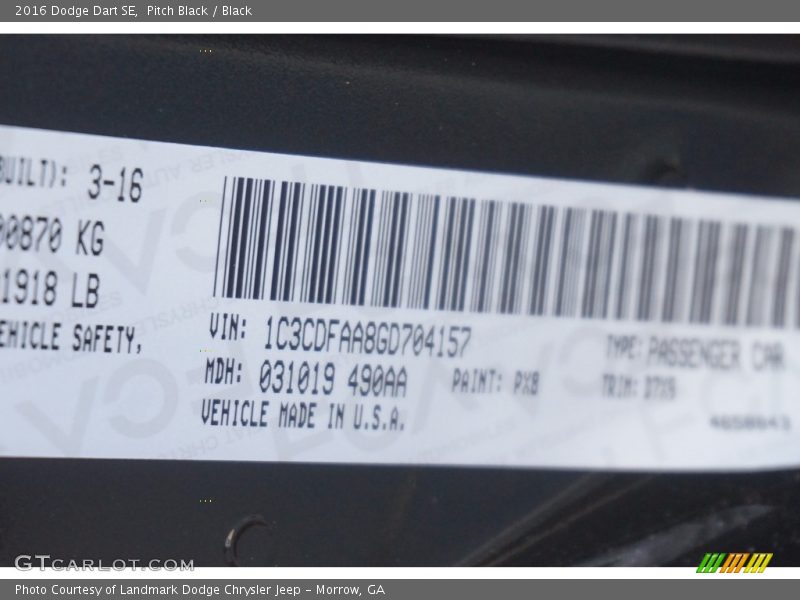 2016 Dodge Dart SE, Pitch Black / Black
BUILT): 3-16
00870 KG
1918 LB
EHICLE SAFETY,
VIN: 1C3CDFAA8GD704157
TYPE: PASSENGER CAR
MDH: 031019 490AA
PAINT: PX8
TRIM:
VEHICLE MADE IN U.S.A.
GTCARLOT.COM
Photo Courtesy of Landmark Dodge Chrysler Jeep – Morrow, GA